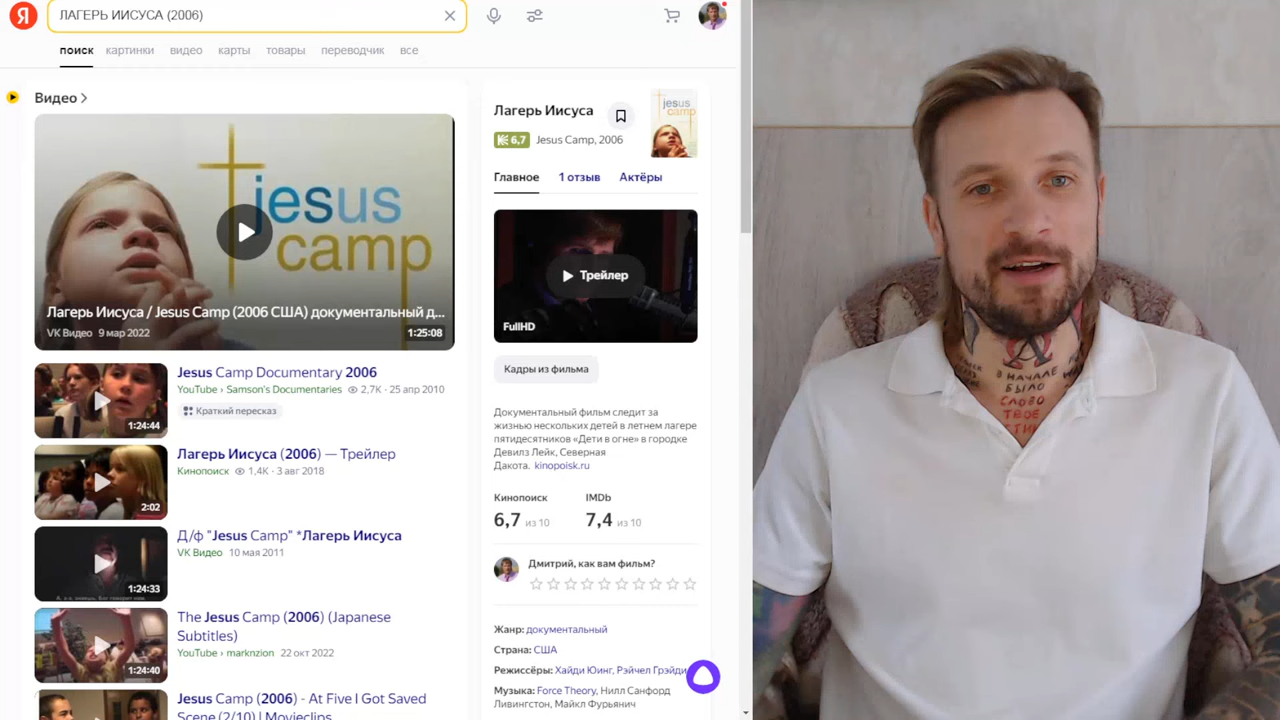 Я
ЛАГЕРЬ ИИСУСА (2006)
поиск картинки видео карты товары переводчик все
Видео
jesus
camp
Лагерь Иисуса / Jesus Camp (2006 США) документальный д...
VK Видео 9 мар 2022
1:25:08
Jesus Camp Documentary 2006
YouTube › Samson's Documentaries 2,7K · 25 апр 2010
Краткий пересказ
1:24:44
Лагерь Иисуса (2006) — Трейлер
Кинопоиск 1,4K · 3 авг 2018
2:02
Д/ф "Jesus Camp" *Лагерь Иисуса
VK Видео 10 мая 2011
1:24:33
The Jesus Camp (2006) (Japanese
Subtitles)
YouTube › marknzion 22 окт 2022
1:24:40
Jesus Camp (2006) - At Five I Got Saved
Scene (2/10) | Movieclips
Лагерь Иисуса
6,7 Jesus Camp, 2006
jesus
camp
Главное 1 отзыв Актёры
Трейлер
FullHD
Кадры из фильма
Документальный фильм следит за
жизнью нескольких детей в летнем лагере
пятидесятников «Дети в огне» в городке
Девилз Лейк, Северная
Дакота. kinopoisk.ru
Кинопоиск IMDb
6,7 из 10 7,4 из 10
Дмитрий, как вам фильм?
Жанр: документальный
Страна: США
Режиссёры: Хайди Юинг, Рэйчел Грэйди
Музыка: Force Theory, Нилл Санфорд
Ливингстон, Майкл Фурьянич
В НАЧАЛЕ
БЫЛО
СЛОВО
ТВОЕ